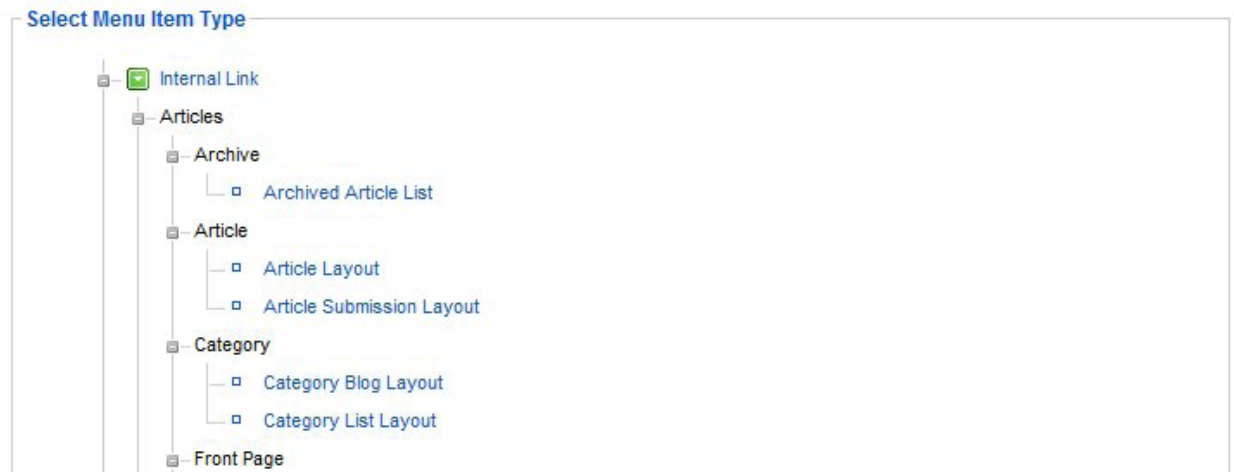 Select Menu Item Type
Internal Link
Articles
Archive
Archived Article List
Article
Article Layout
Article Submission Layout
Category
Category Blog Layout
Category List Layout
Front Page